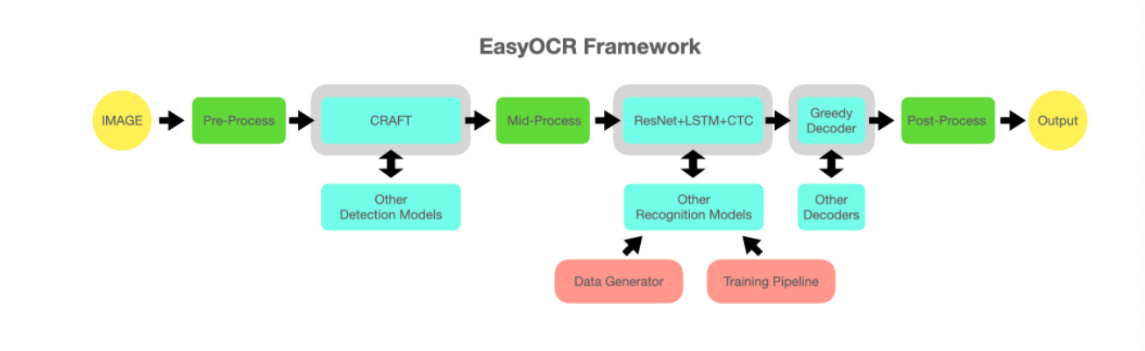 EasyOCR Framework
IMAGE
Pre-Process
CRAFT
Mid-Process
ResNet+LSTM+CTC
Greedy
Decoder
Post-Process
Output
Other
Detection Models
Other
Recognition Models
Other
Decoders
Data Generator
Training Pipeline